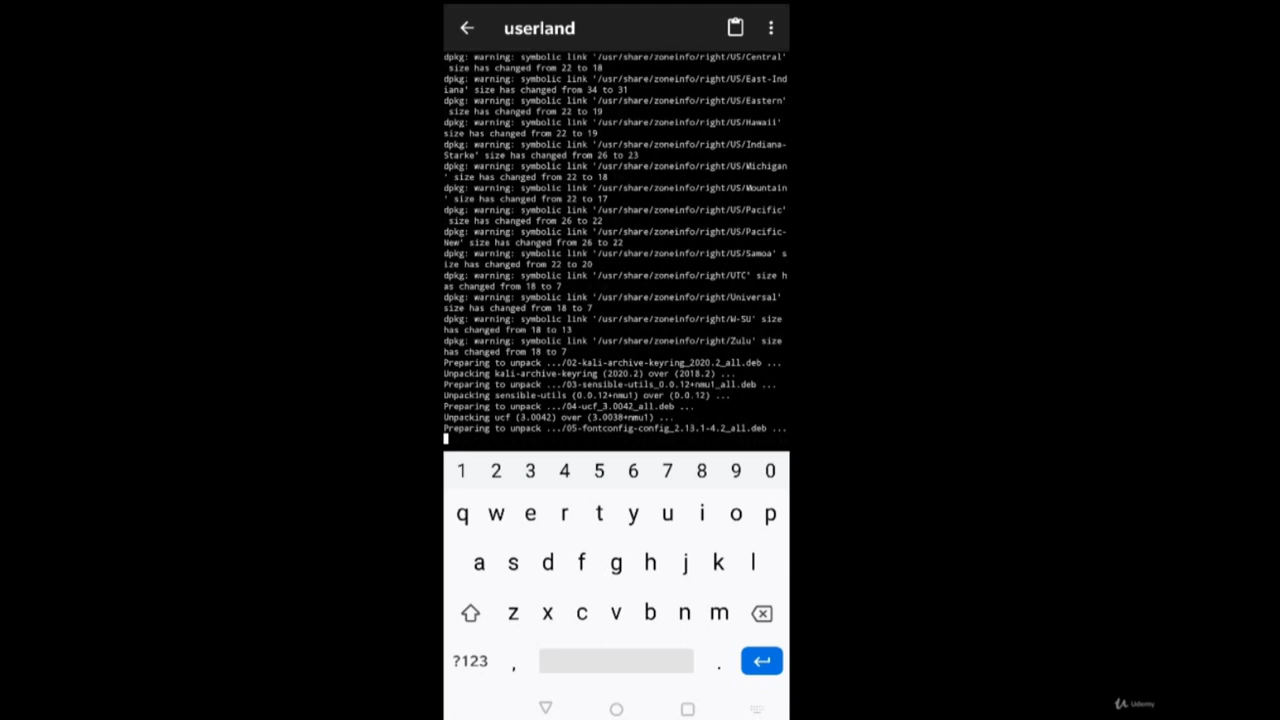 userland
dpkg: warning: symbolic link '/usr/share/zoneinfo/right/US/Central'
size has changed from 22 to 18
dpkg: warning: symbolic link '/usr/share/zoneinfo/right/US/East-Ind
iana' size has changed from 34 to 31
dpkg: warning: symbolic link '/usr/share/zoneinfo/right/US/Eastern'
size has changed from 22 to 19
dpkg: warning: symbolic link '/usr/share/zoneinfo/right/US/Hawaii'
size has changed from 22 to 19
dpkg: warning: symbolic link '/usr/share/zoneinfo/right/US/Indiana-
Starke' size has changed from 26 to 23
dpkg: warning: symbolic link '/usr/share/zoneinfo/right/US/Michigan
' size has changed from 22 to 18
dpkg: warning: symbolic link '/usr/share/zoneinfo/right/US/Mountain
' size has changed from 22 to 17
dpkg: warning: symbolic link '/usr/share/zoneinfo/right/US/Pacific'
size has changed from 26 to 22
dpkg: warning: symbolic link '/usr/share/zoneinfo/right/US/Pacific-
New' size has changed from 26 to 22
dpkg: warning: symbolic link '/usr/share/zoneinfo/right/US/Samoa' s
ize has changed from 22 to 20
dpkg: warning: symbolic link '/usr/share/zoneinfo/right/UTC' size h
as changed from 18 to 7
dpkg: warning: symbolic link '/usr/share/zoneinfo/right/Universal'
size has changed from 18 to 7
dpkg: warning: symbolic link '/usr/share/zoneinfo/right/W-SU' size
has changed from 18 to 13
dpkg: warning: symbolic link '/usr/share/zoneinfo/right/Zulu' size
has changed from 18 to 7
Preparing to unpack .../02-kali-archive-keyring_2020.2_all.deb ...
Unpacking kali-archive-keyring (2020.2) over (2018.2) ...
Preparing to unpack .../03-sensible-utils_0.0.12+nmu1_all.deb ...
Unpacking sensible-utils (0.0.12+nmu1) over (0.0.12) ...
Preparing to unpack .../04-ucf_3.0042_all.deb ...
Unpacking ucf (3.0042) over (3.0038+nmu1) ...
Preparing to unpack .../05-fontconfig-config_2.13.1-4.2_all.deb ...
1 2 3 4 5 6 7 8 9 0
q w e r t y u i o p
a s d f g h j k l
z x c v b n m
?123 , .
Udemy